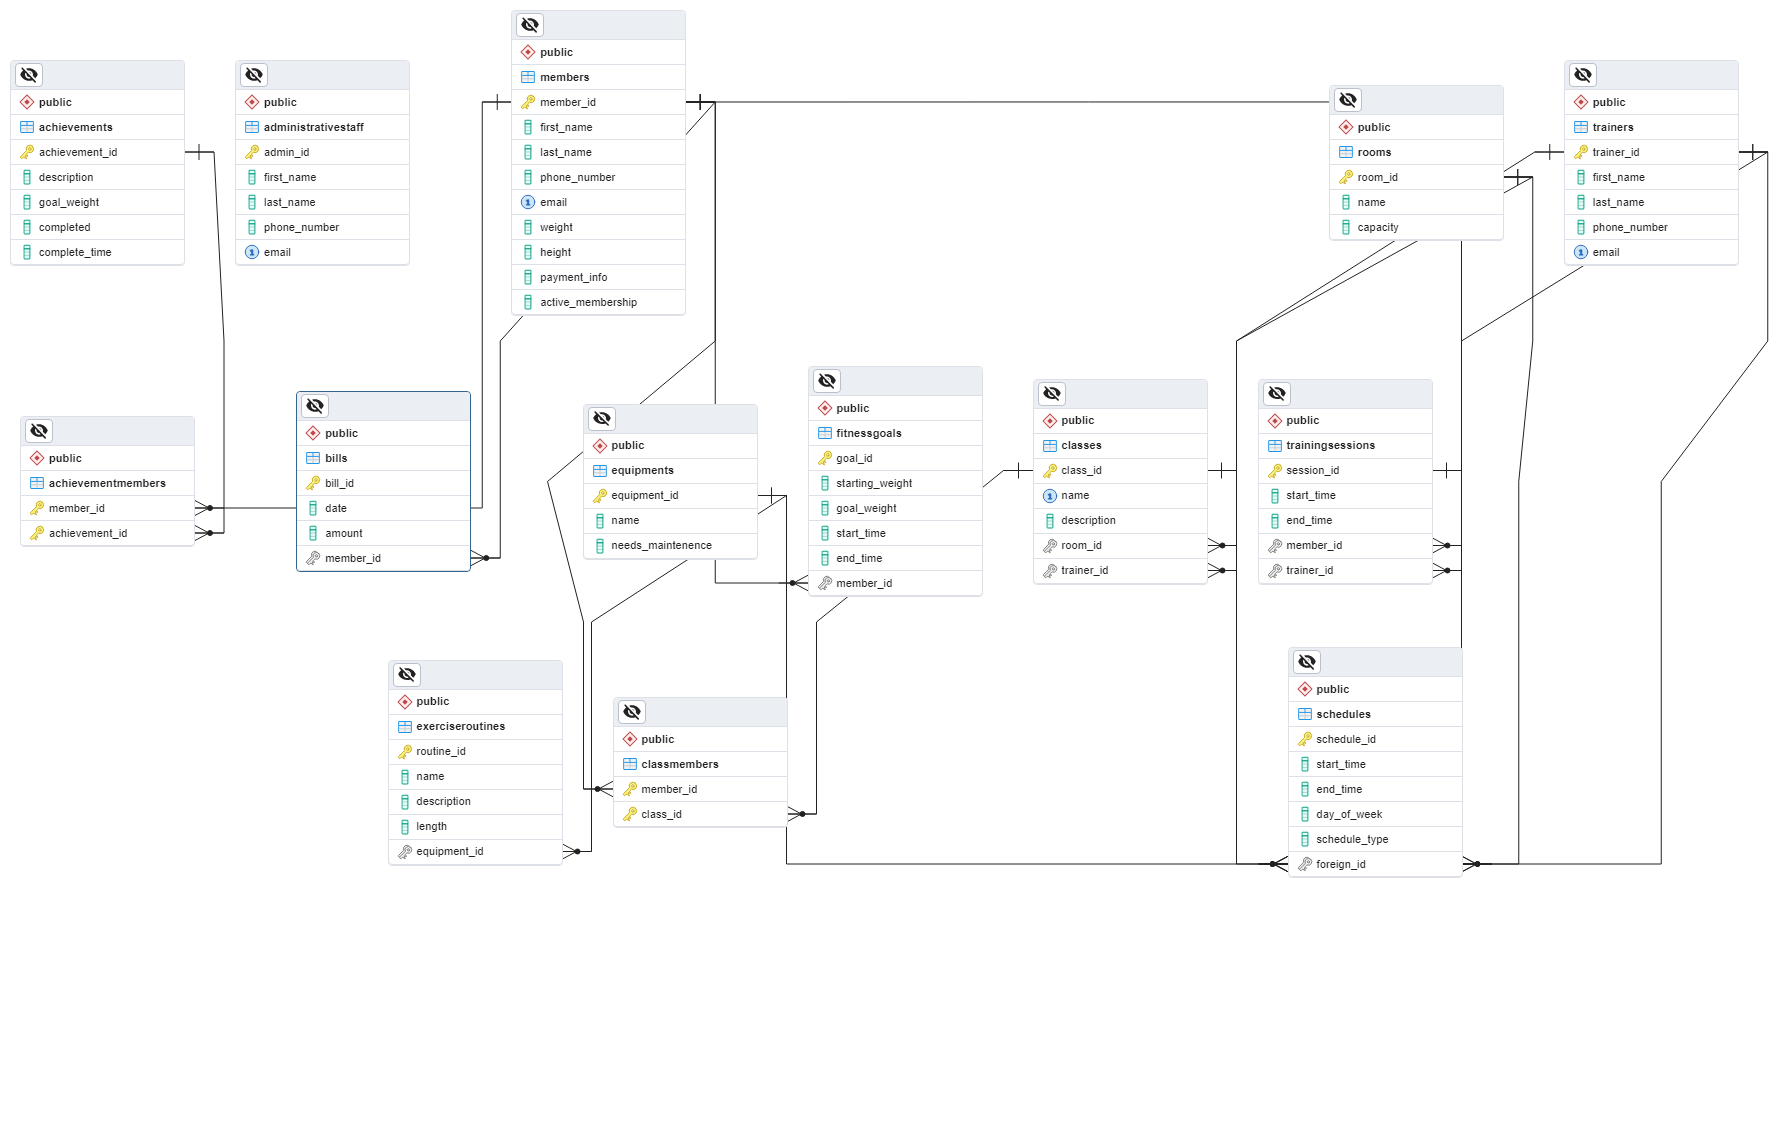 public
members
member_id
first_name
last_name
phone_number
email
weight
height
payment_info
active_membership
public
achievements
achievement_id
description
goal_weight
completed
complete_time
public
administrativestaff
admin_id
first_name
last_name
phone_number
email
public
rooms
room_id
name
capacity
public
trainers
trainer_id
first_name
last_name
phone_number
email
public
achievementmembers
member_id
achievement_id
public
bills
bill_id
date
amount
member_id
public
equipments
equipment_id
name
needs_maintenence
public
fitnessgoals
goal_id
starting_weight
goal_weight
start_time
end_time
member_id
public
classes
class_id
name
description
room_id
trainer_id
public
trainingsessions
session_id
start_time
end_time
member_id
trainer_id
public
exerciseroutines
routine_id
name
description
length
equipment_id
public
classmembers
member_id
class_id
public
schedules
schedule_id
start_time
end_time
day_of_week
schedule_type
foreign_id